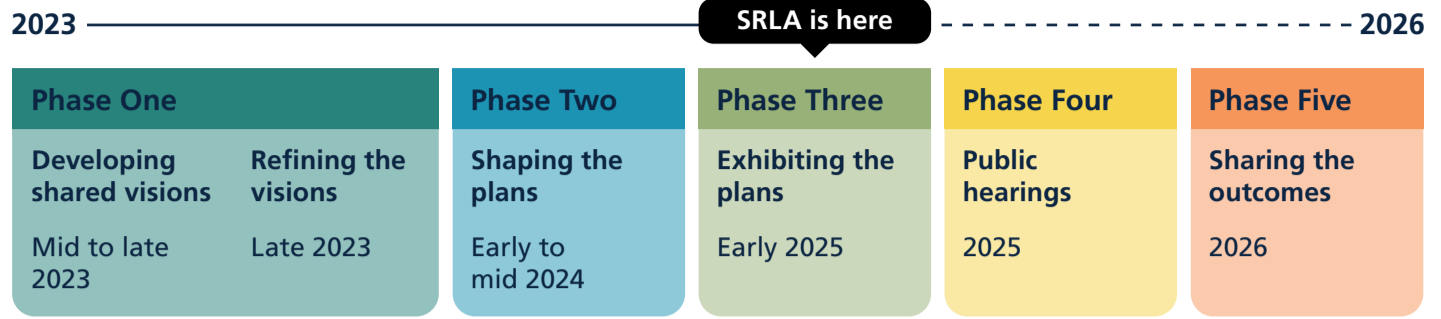 2023
SRLA is here
2026
Phase One
Developing
shared visions
Mid to late
2023
Refining the
visions
Late 2023
Phase Two
Shaping the
plans
Early to
mid 2024
Phase Three
Exhibiting the
plans
Early 2025
Phase Four
Public
hearings
2025
Phase Five
Sharing the
outcomes
2026